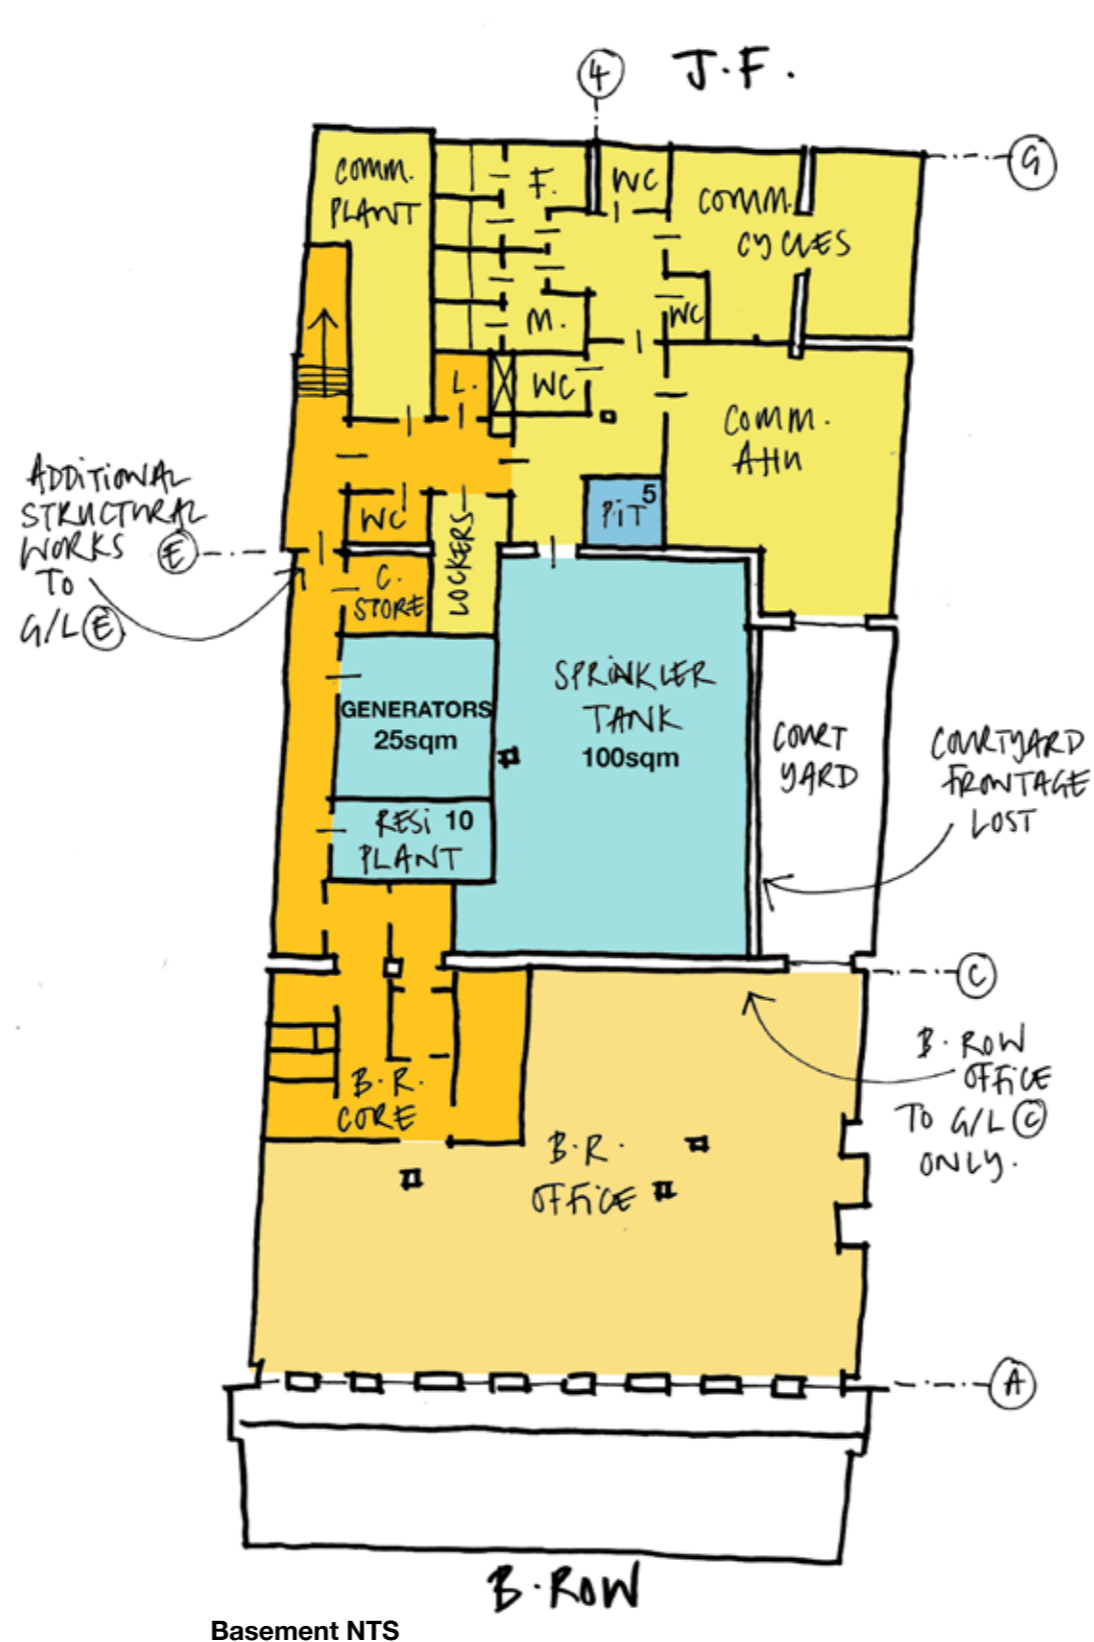 4
J.F.
G
COMM.
PLANT
F.
WC
COMM.
CYCLES
M.
WC
L.
WC
COMM.
AHU
ADDITIONAL
STRUCTURAL
WORKS
TO
G/L E
E
WC
LOCKERS
PiT 5
C.
STORE
GENERATORS
25sqm
SPRiNKLER
TANK
100sqm
COURT
YARD
COURTYARD
FRONTAGE
LOST
RESi 10
PLANT
C
B.ROW
OFFiCE
TO G/L C
ONLY.
B.R.
CORE
B.R.
OFFiCE
A
B.ROW
Basement NTS